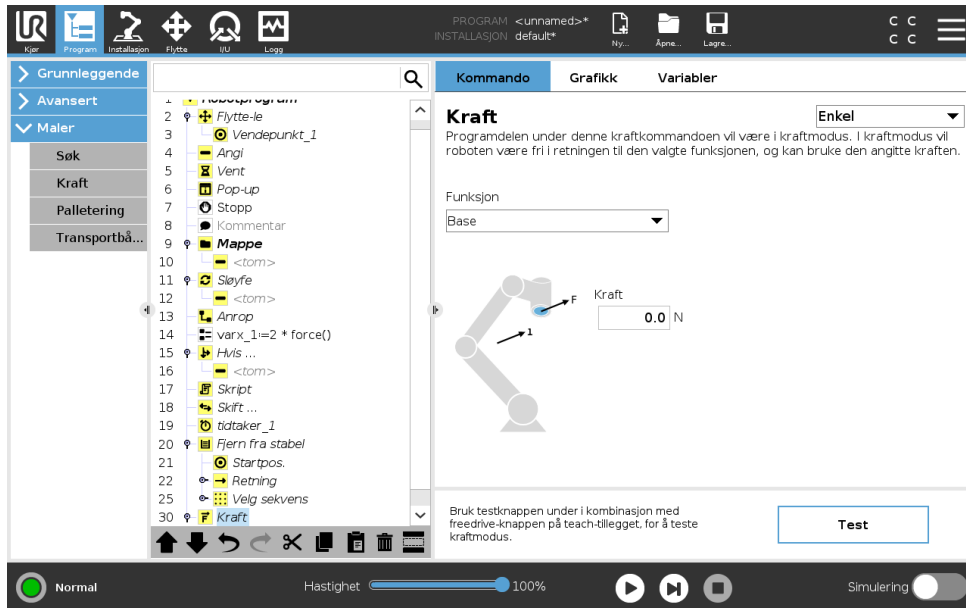 UR
PROGRAM <unnamed>*
INSTALLASJON default*
C C
C C
Kjør Program Installasjon Flytte I/U Logg Ny... Åpne... Lagre...
Grunnleggende
Avansert
Maler
Søk
Kraft
Palletering
Transportbå...
1 Robotprogram
2 Flytte-le
3 Vendepunkt_1
4 Angi
5 Vent
6 Pop-up
7 Stopp
8 Kommentar
9 Mappe
10 <tom>
11 Sløyfe
12 <tom>
13 Anrop
14 varx_1:=2 * force()
15 Hvis ...
16 <tom>
17 Skript
18 Skift ...
19 tidtaker_1
20 Fjern fra stabel
21 Startpos.
22 Retning
25 Velg sekvens
30 F Kraft
Kommando Grafikk Variabler
Kraft
Enkel
Programdelen under denne kraftkommandoen vil være i kraftmodus. I kraftmodus vil
roboten være fri i retningen til den valgte funksjonen, og kan bruke den angitte kraften.
Funksjon
Base
F
1
Kraft
0.0 N
Bruk testknappen under i kombinasjon med
freedrive-knappen på teach-tillegget, for å teste
kraftmodus.
Test
Normal
Hastighet 100%
Simulering